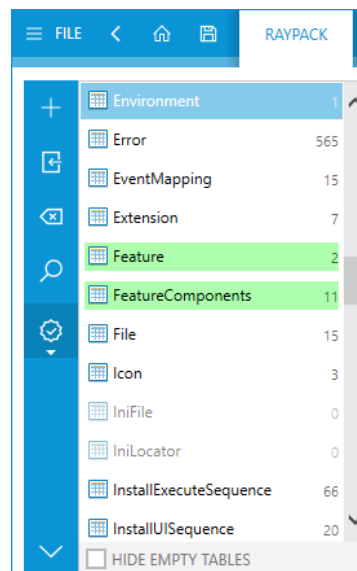 FILE RAYPACK
Environment 1
Error 565
EventMapping 15
Extension 7
Feature 2
FeatureComponents 11
File 15
Icon 3
IniFile 0
IniLocator 0
InstallExecuteSequence 66
InstallUISequence 20
HIDE EMPTY TABLES